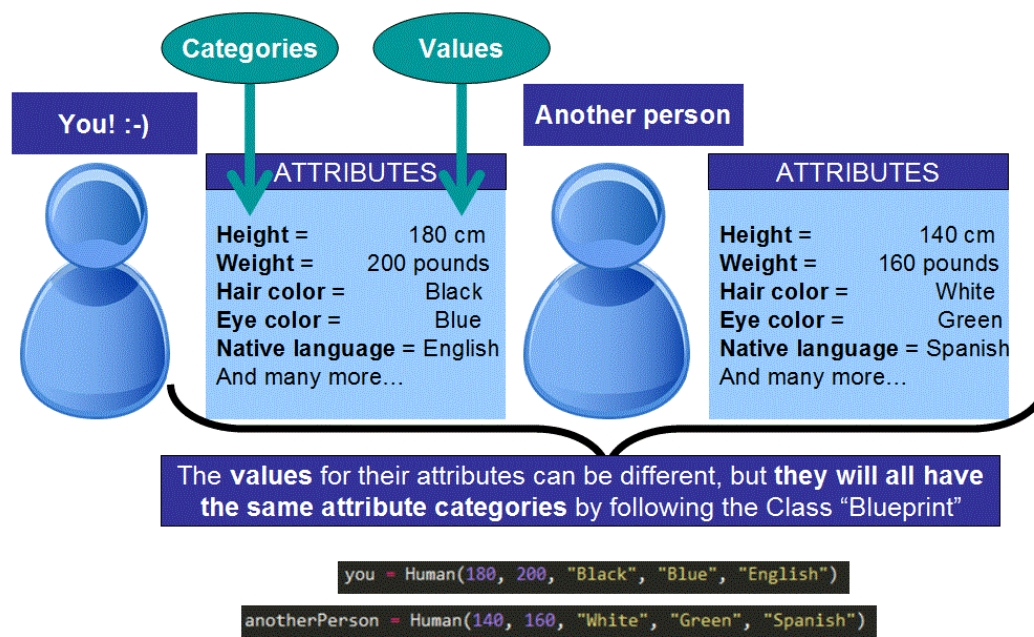 Categories
Values
You! :-)
Another person
ATTRIBUTES
Height = 180 cm
Weight = 200 pounds
Hair color = Black
Eye color = Blue
Native language = English
And many more...
ATTRIBUTES
Height = 140 cm
Weight = 160 pounds
Hair color = White
Eye color = Green
Native language = Spanish
And many more...
The values for their attributes can be different, but they will all have
the same attribute categories by following the Class “Blueprint”
you = Human(180, 200, "Black", "Blue", "English")
anotherPerson = Human(140, 160, "White", "Green", "Spanish")